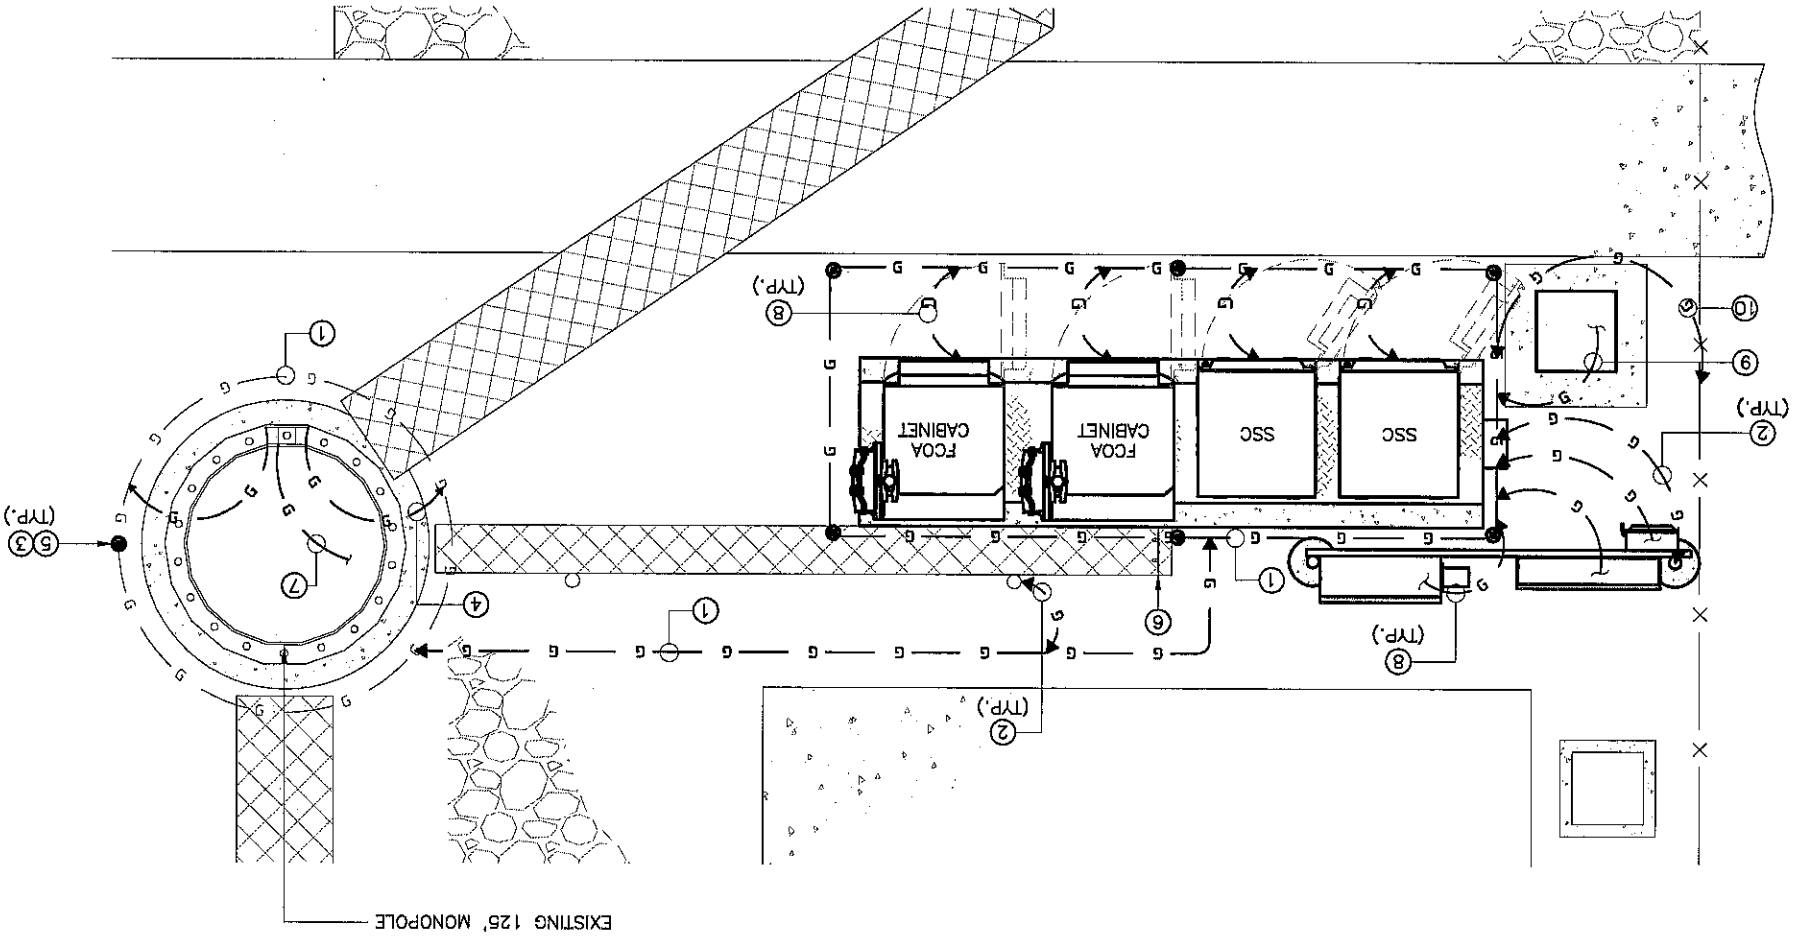 EXISTING 125' MONOPOLE
2
(TYP.)
8
(TYP.)
G G G G G G G G G
6
1
4
1
7
5 3
(TYP.)
G G G G G G G
SSC
SSC
FCOA
CABINET
FCOA
CABINET
2
(TYP.)
9
1
8
(TYP.)
10
G G G G G G